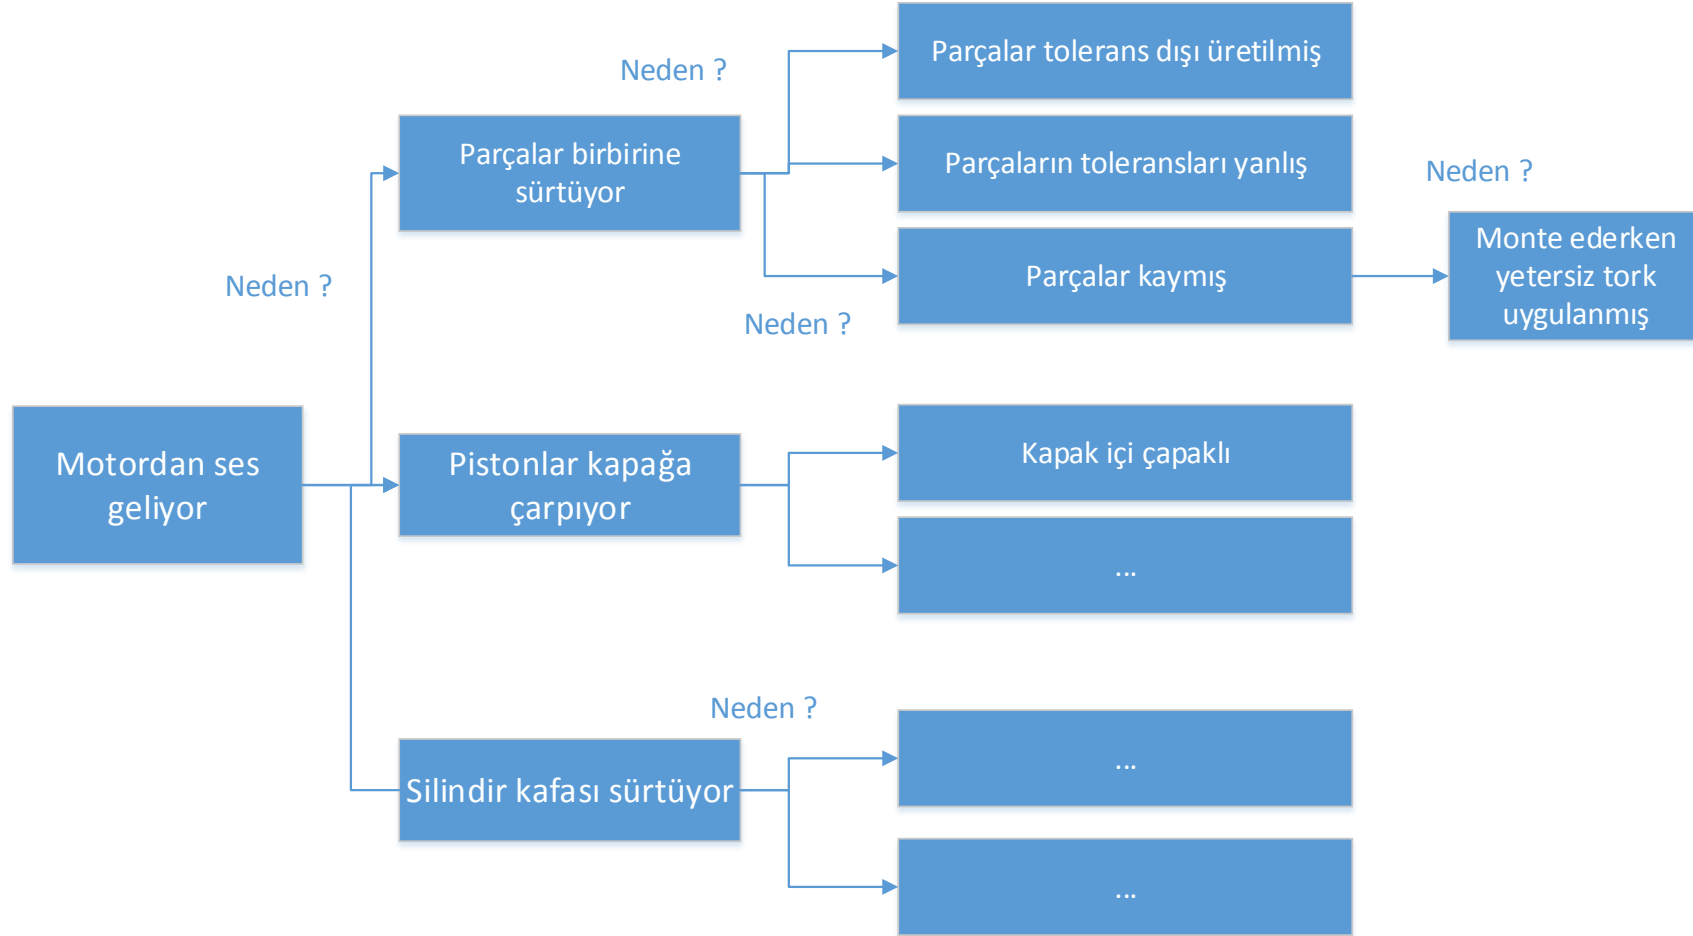 Parçalar tolerans dışı üretilmiş
Neden ?
Parçalar birbirine
sürtüyor
Parçaların toleransları yanlış
Neden ?
Monte ederken
yetersiz tork
uygulanmış
Parçalar kaymış
Neden ?
Neden ?
Motordan ses
geliyor
Pistonlar kapağa
çarpıyor
Kapak içi çapaklı
...
Neden ?
Silindir kafası sürtüyor
...
...